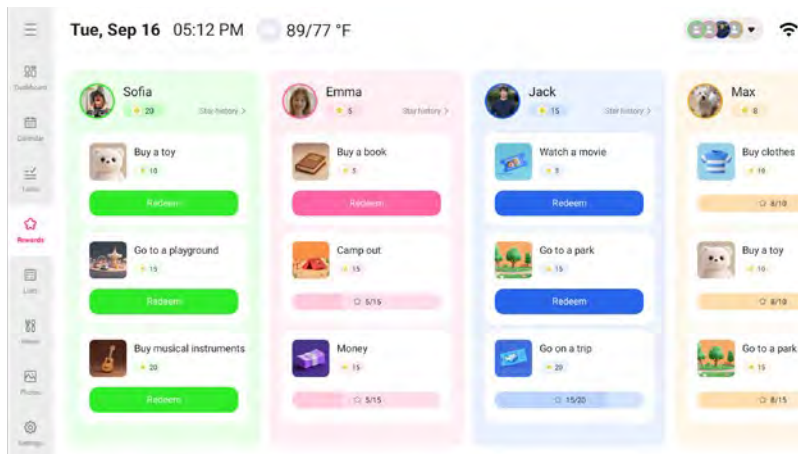 Tue, Sep 16 05:12 PM 89/77 °F
Dashboard
Calendar
Tasks
Rewards
Lists
Photos
Settings
Sofia
20
Star history >
Buy a toy
10
Redeem
Go to a playground
15
Redeem
Buy musical instruments
20
Redeem
Emma
5
Star history >
Buy a book
5
Redeem
Camp out
15
5/15
Money
15
5/15
Jack
15
Star history >
Watch a movie
5
Redeem
Go to a park
15
Redeem
Go on a trip
20
15/20
Max
8
Buy clothes
10
8/10
Buy a toy
10
8/10
Go to a park
15
8/15